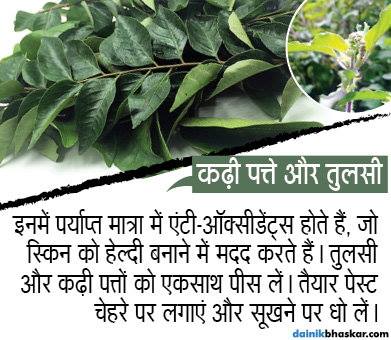 कढ़ी पत्ते और तुलसी
इनमें पर्याप्त मात्रा में एंटी-ऑक्सीडेंट्स होते हैं, जो
स्किन को हेल्दी बनाने में मदद करते हैं। तुलसी
और कढ़ी पत्तों को एकसाथ पीस लें। तैयार पेस्ट
चेहरे पर लगाएं और सूखने पर धो लें।
dainikbhaskar.com